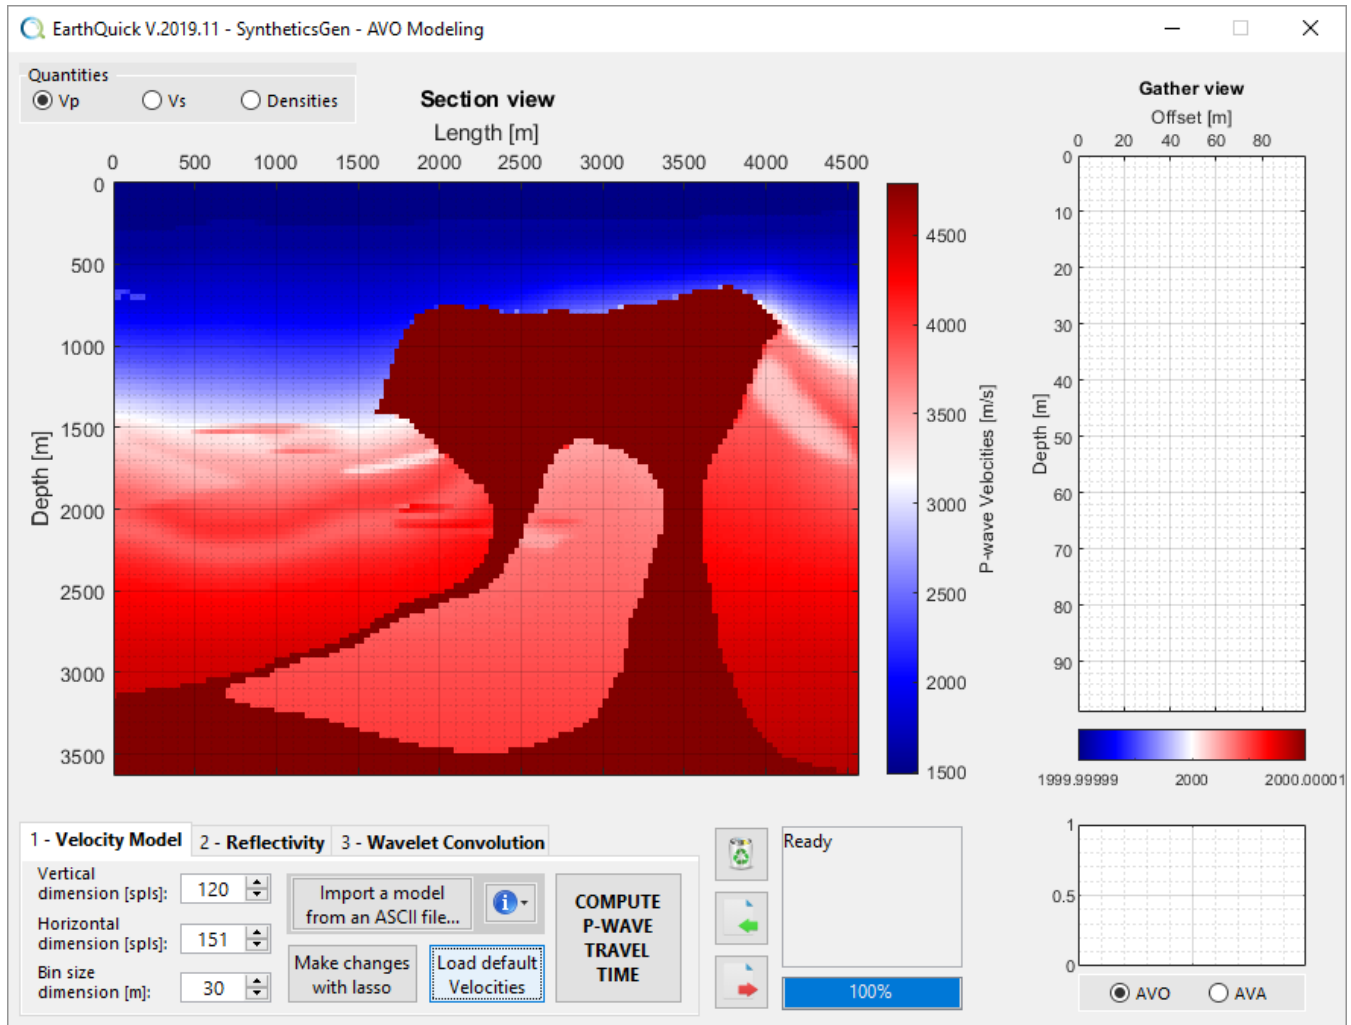 EarthQuick V.2019.11 - SyntheticsGen - AVO Modeling
Quantities
Vp Vs Densities
Section view
Length [m]
0 500 1000 1500 2000 2500 3000 3500 4000 4500
0
500
1000
1500
2000
2500
3000
3500
Depth [m]
4500
4000
3500
3000
2500
2000
1500
P-wave Velocities [m/s]
Gather view
Offset [m]
0 20 40 60 80
0
10
20
30
40
50
60
70
80
90
Depth [m]
1999.99999 2000 2000.00001
1 - Velocity Model 2 - Reflectivity 3 - Wavelet Convolution
Vertical
dimension [spls]: 120
Horizontal
dimension [spls]: 151
Bin size
dimension [m]: 30
Import a model
from an ASCII file...
i
Make changes
with lasso
Load default
Velocities
COMPUTE
P-WAVE
TRAVEL
TIME
Ready
100%
1
0.5
0
AVO AVA